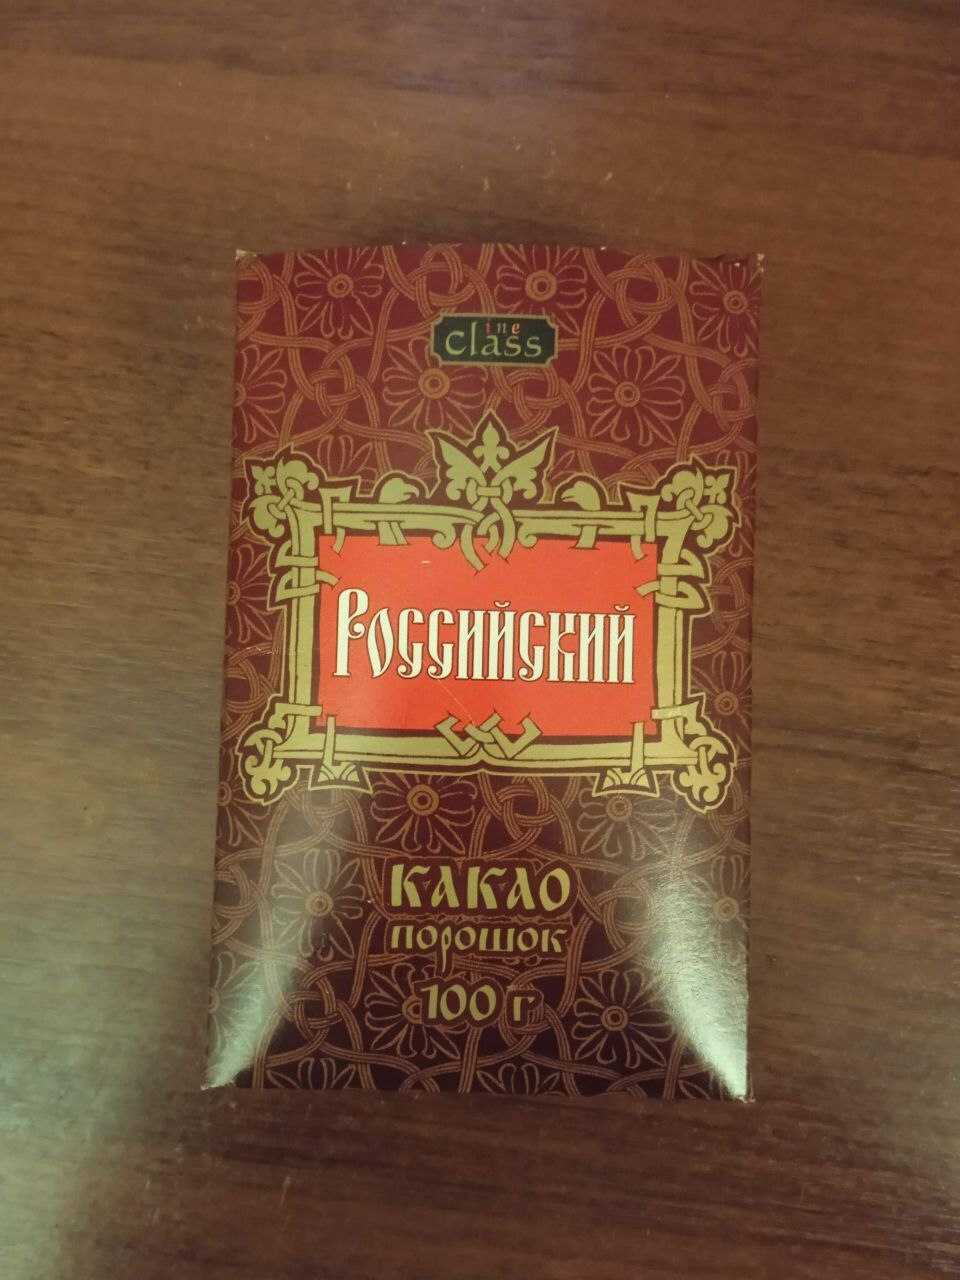 ine
class
Российский
какао
порошок
100 г